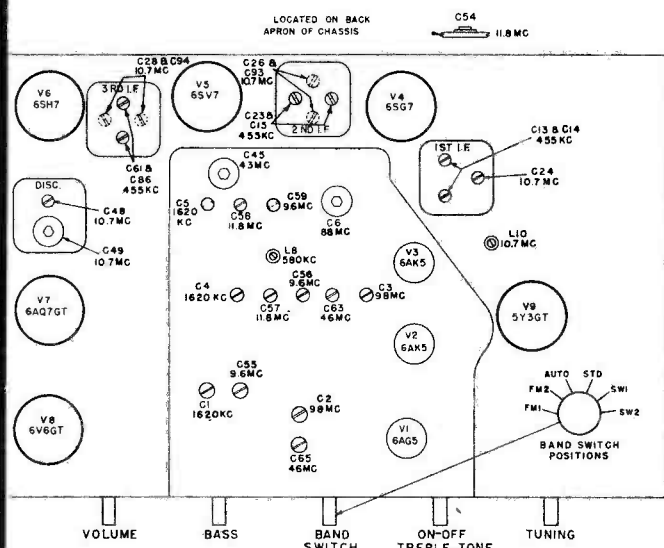 LOCATED ON BACK
APRON OF CHASSIS
C54
11.8MC
C28 & C94
10.7MC
3RD I.F
V6
6SH7
C61 &
C86
455KC
V5
6SV7
C26 &
C93
10.7MC
C23 &
C15
455KC
2ND I.F
V4
6SG7
1ST I.F.
C13 & C14
455 KC
C24
10.7MC
L10
10.7MC
DISC.
C48
10.7MC
C49
10.7MC
C45
43MC
C5
1620
KC
C58
11.8MC
C59
9.6MC
C6
88MC
L8
580KC
V3
6AK5
C4
1620KC
C56
9.6MC
C57
11.8MC
C63
46MC
C3
98MC
V7
6AQ7GT
V2
6AK5
V9
5Y3GT
C55
9.6MC
C1
1620KC
C2
98MC
C65
46MC
V1
6AG5
V8
6V6GT
AUTO
STD
FM2
SW1
FM1
SW2
BAND SWITCH
POSITIONS
VOLUME
BASS
BAND
SWITCH
ON-OFF
TREBLE TONE
TUNING